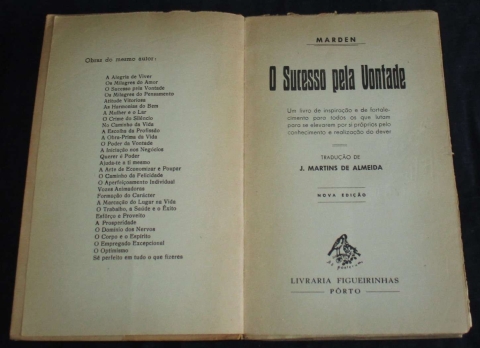 Obras do mesmo autor:
A Alegria de Viver
Os Milagres do Amor
O Sucesso pela Vontade
Os Milagres do Pensamento
Atitude Vitoriosa
As Harmonias do Bem
A Mulher e o Lar
O Crime do Silêncio
No Caminho da Vida
A Escolha da Profissão
A Obra-Prima da Vida
O Poder da Vontade
A Iniciação nos Negócios
Querer é Poder
Ajuda-te a ti mesmo
A Arte de Economizar e Poupar
O Caminho da Felicidade
O Aperfeiçoamento Individual
Vozes Animadoras
Formação do Carácter
A Marcação do Lugar na Vida
O Trabalho, a Saúde e o Êxito
Esforço e Proveito
A Prosperidade
O Domínio dos Nervos
O Corpo e o Espírito
O Empregado Excepcional
O Optimismo
Sê perfeito em tudo o que fizeres
MARDEN
O Sucesso pela Vontade
Um livro de inspiração e de fortale-
cimento para todos os que lutam
para se elevarem por si próprios pelo
conhecimento e realização do dever
TRADUÇÃO DE
J. MARTINS DE ALMEIDA
NOVA EDIÇÃO
LIVRARIA FIGUEIRINHAS
PÔRTO